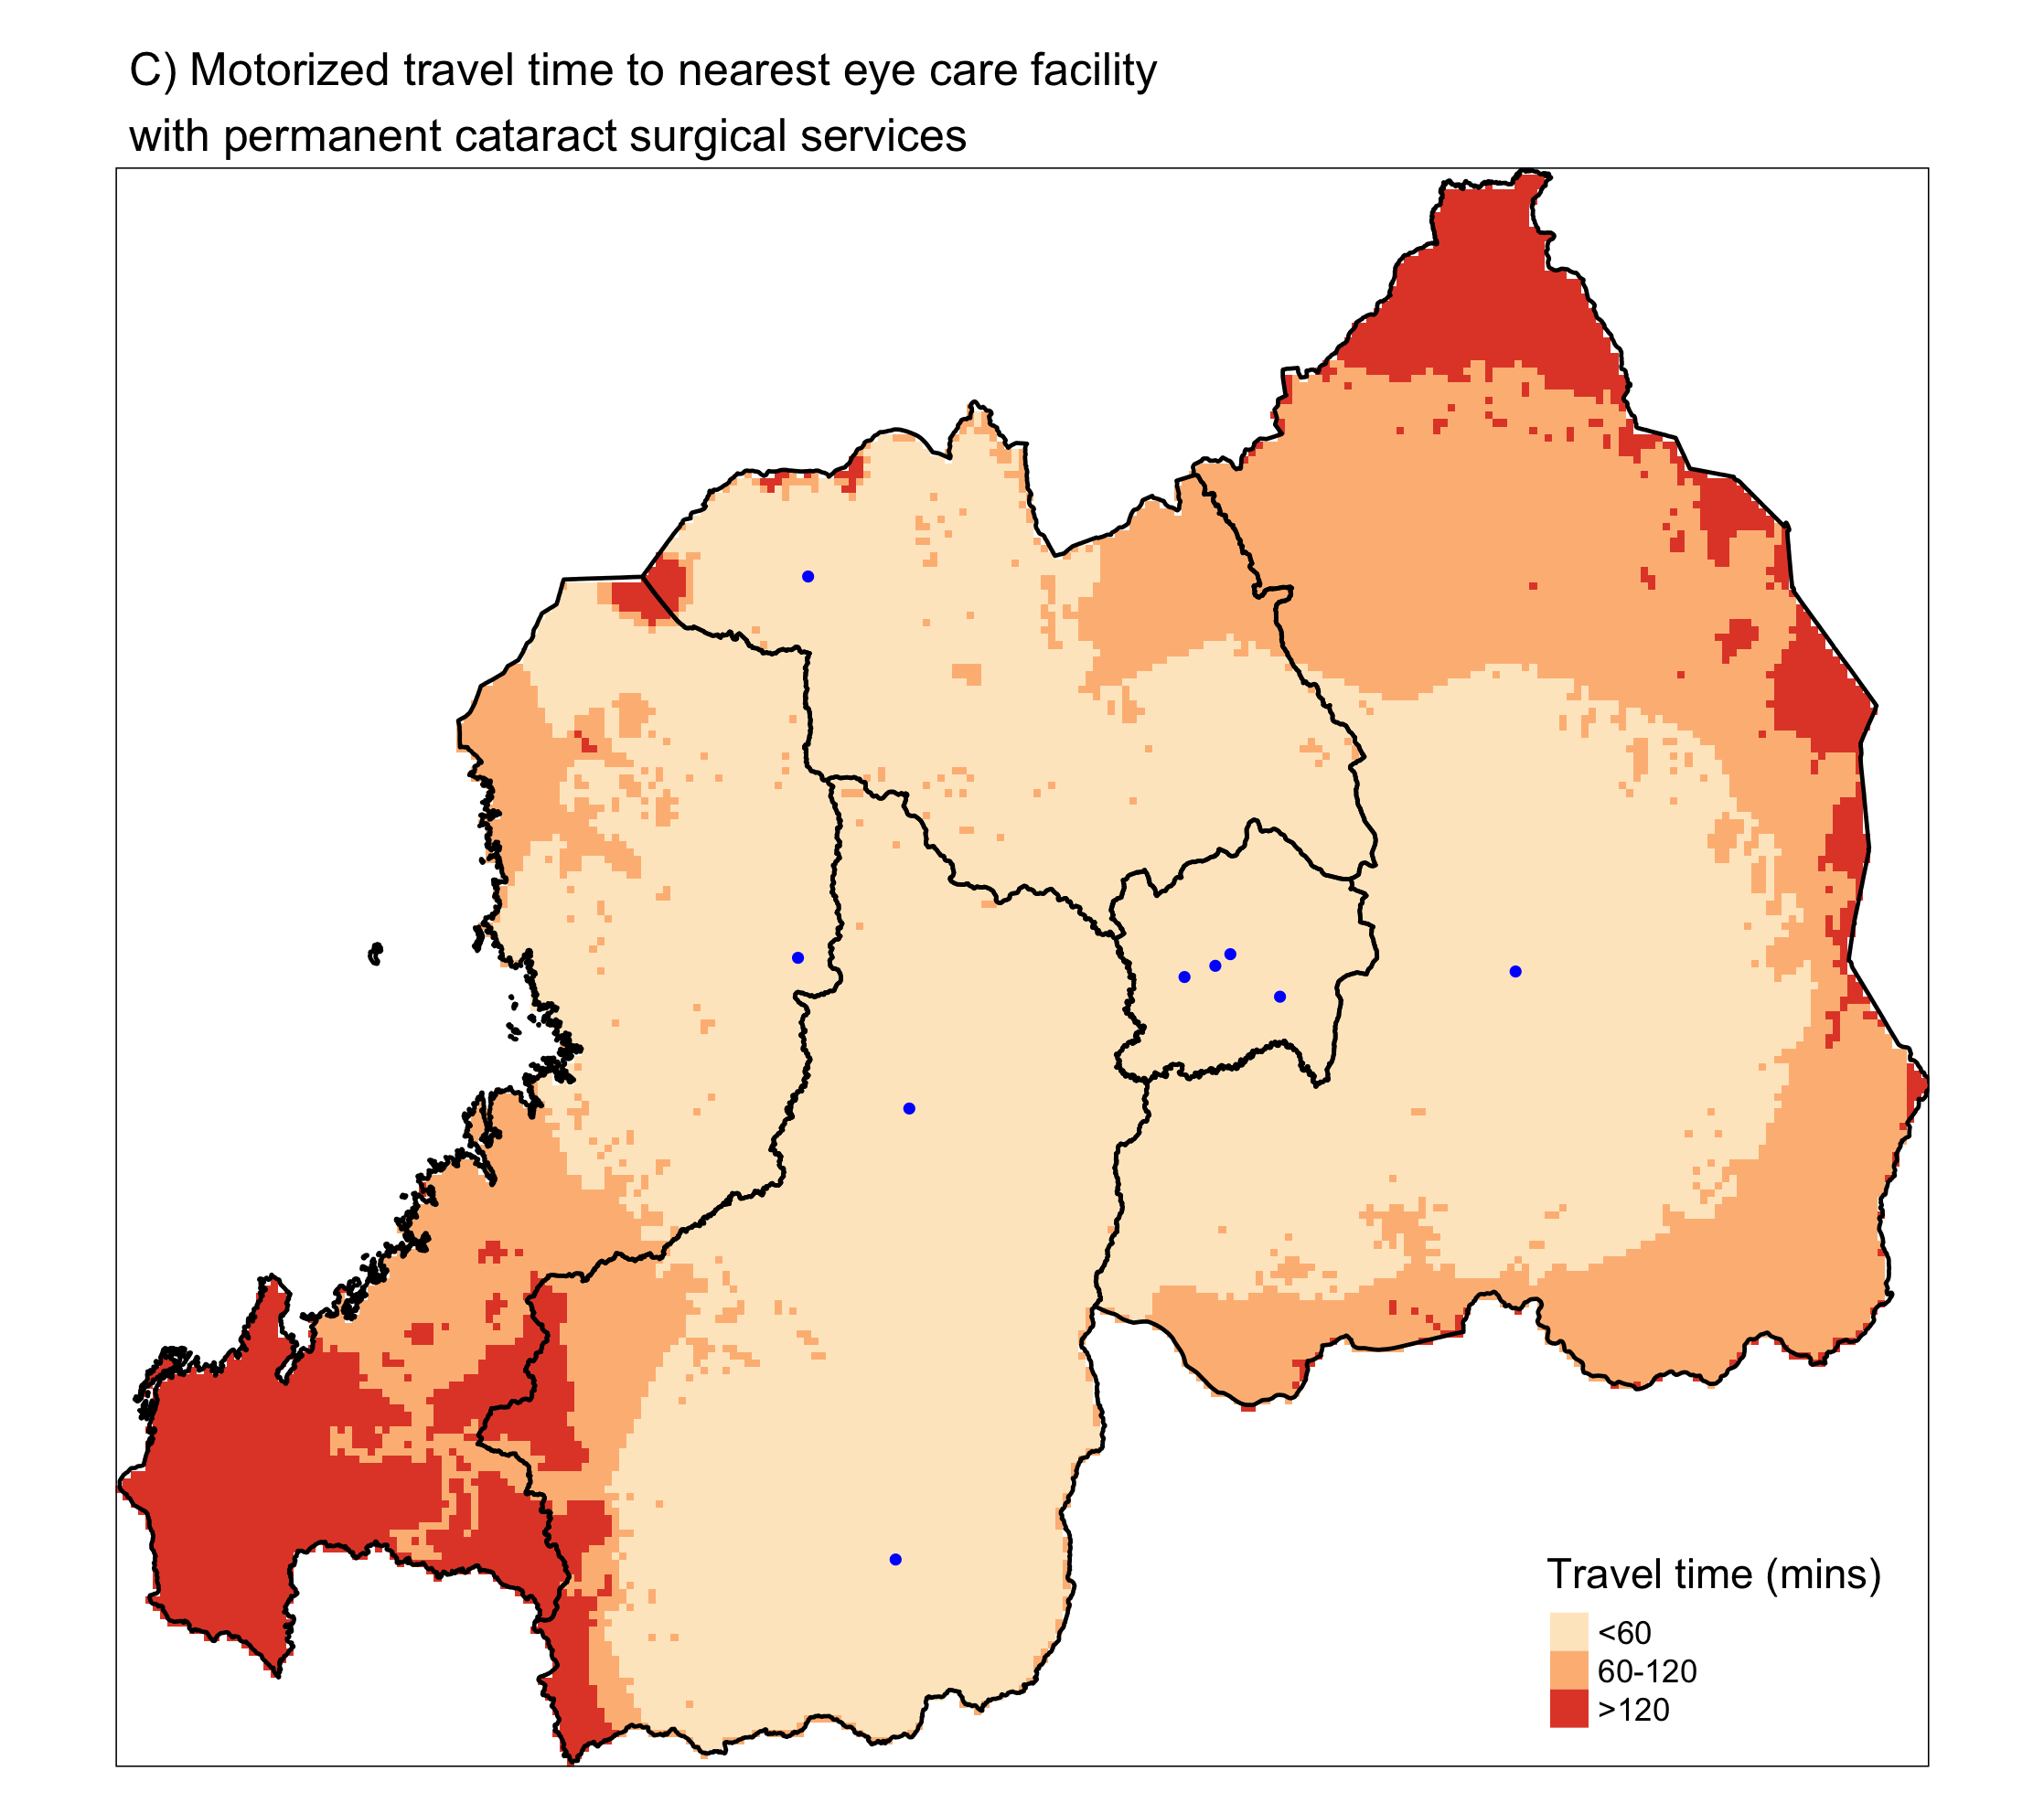 C) Motorized travel time to nearest eye care facility
with permanent cataract surgical services
Travel time (mins)
<60
60-120
>120